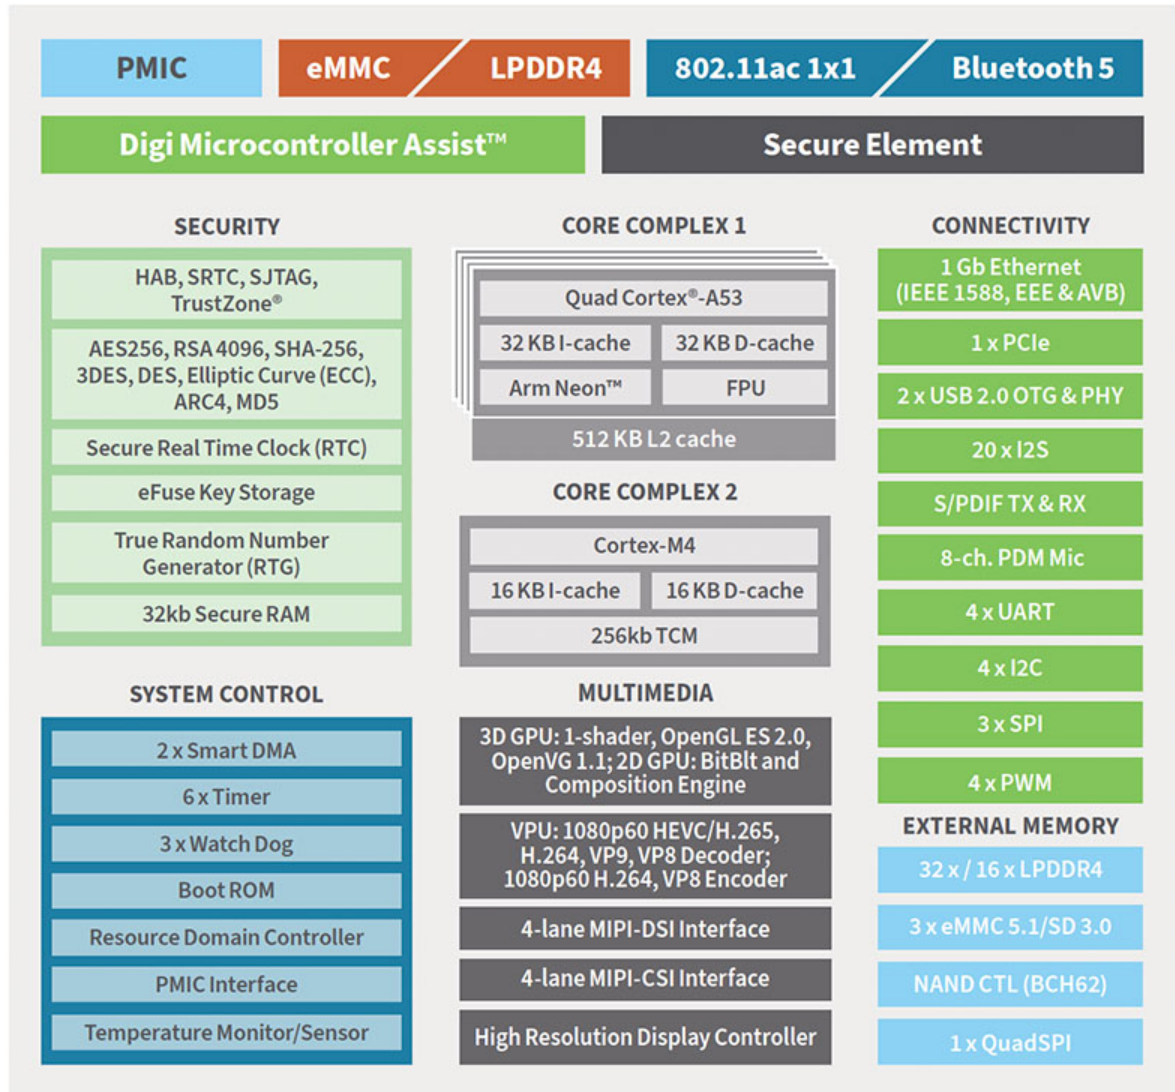 PMIC
eMMC
LPDDR4
802.11ac 1x1
Bluetooth 5
Digi Microcontroller Assist™
Secure Element
SECURITY
HAB, SRTC, SJTAG,
TrustZone®
AES256, RSA 4096, SHA-256,
3DES, DES, Elliptic Curve (ECC),
ARC4, MD5
Secure Real Time Clock (RTC)
eFuse Key Storage
True Random Number
Generator (RTG)
32kb Secure RAM
SYSTEM CONTROL
2 x Smart DMA
6 x Timer
3 x Watch Dog
Boot ROM
Resource Domain Controller
PMIC Interface
Temperature Monitor/Sensor
CORE COMPLEX 1
Quad Cortex®-A53
32 KB I-cache
32 KB D-cache
Arm Neon™
FPU
512 KB L2 cache
CORE COMPLEX 2
Cortex-M4
16 KB I-cache
16 KB D-cache
256kb TCM
MULTIMEDIA
3D GPU: 1-shader, OpenGL ES 2.0,
OpenVG 1.1; 2D GPU: BitBlt and
Composition Engine
VPU: 1080p60 HEVC/H.265,
H.264, VP9, VP8 Decoder;
1080p60 H.264, VP8 Encoder
4-lane MIPI-DSI Interface
4-lane MIPI-CSI Interface
High Resolution Display Controller
CONNECTIVITY
1 Gb Ethernet
(IEEE 1588, EEE & AVB)
1 x PCIe
2 x USB 2.0 OTG & PHY
20 x I2S
S/PDIF TX & RX
8-ch. PDM Mic
4 x UART
4 x I2C
3 x SPI
4 x PWM
EXTERNAL MEMORY
32 x / 16 x LPDDR4
3 x eMMC 5.1/SD 3.0
NAND CTL (BCH62)
1 x QuadSPI